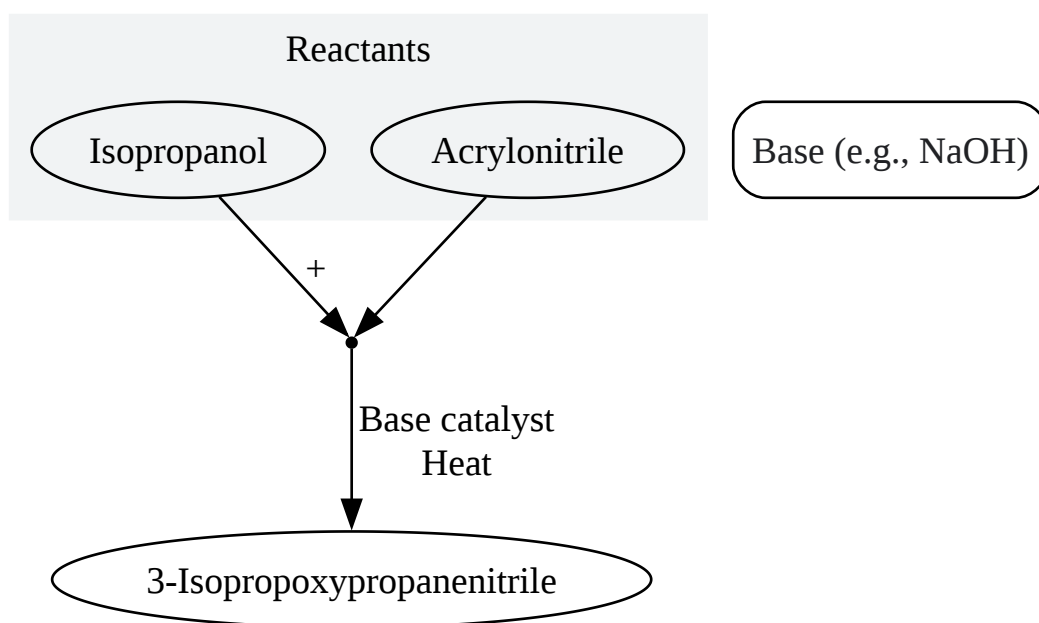 Reactants
Isopropanol
Acrylonitrile
Base (e.g., NaOH)
+
Base catalyst
Heat
3-Isopropoxypropanenitrile